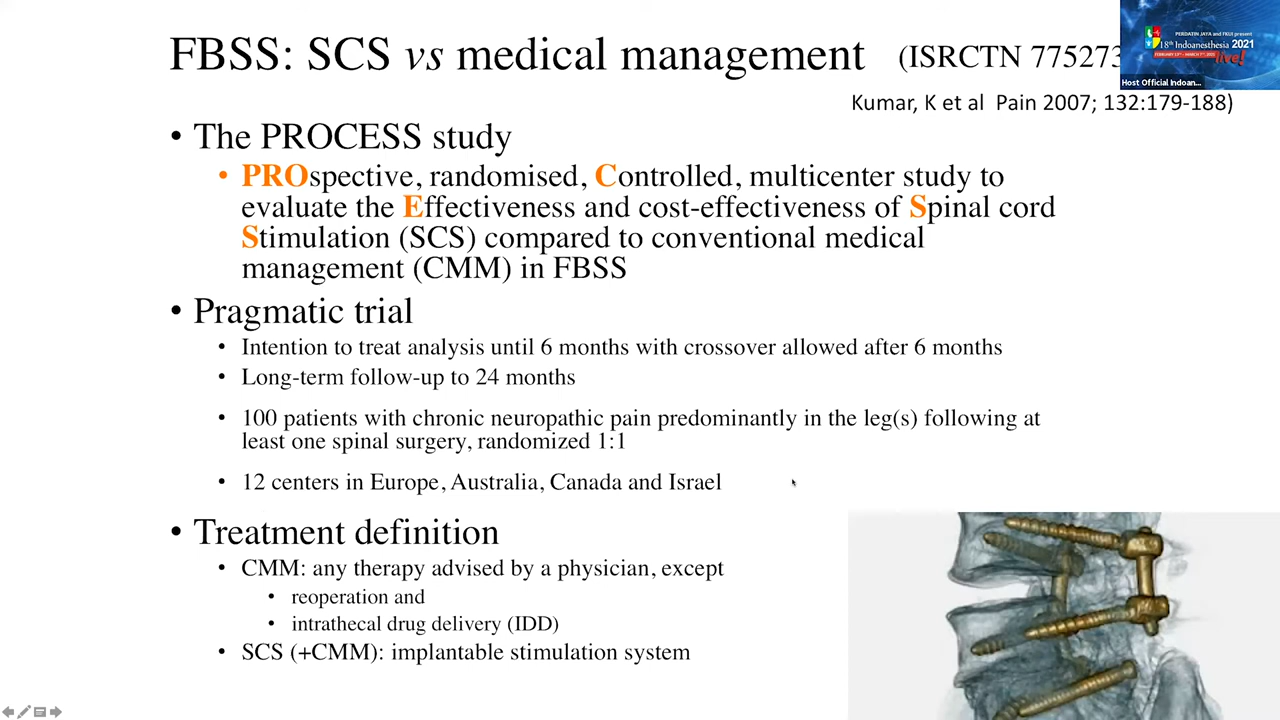 FBSS: SCS vs medical management (ISRCTN 775273
PERDATIN JAYA and FKUI present
18th Indoanesthesia 2021
live!
Host Official Indoan...
Kumar, K et al Pain 2007; 132:179-188)
• The PROCESS study
• PROspective, randomised, Controlled, multicenter study to
evaluate the Effectiveness and cost-effectiveness of Spinal cord
Stimulation (SCS) compared to conventional medical
management (CMM) in FBSS
• Pragmatic trial
• Intention to treat analysis until 6 months with crossover allowed after 6 months
• Long-term follow-up to 24 months
• 100 patients with chronic neuropathic pain predominantly in the leg(s) following at
least one spinal surgery, randomized 1:1
• 12 centers in Europe, Australia, Canada and Israel
• Treatment definition
• CMM: any therapy advised by a physician, except
• reoperation and
• intrathecal drug delivery (IDD)
• SCS (+CMM): implantable stimulation system